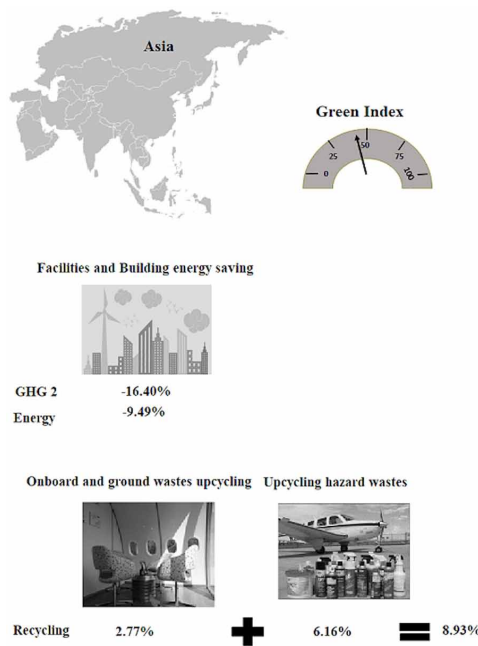 Asia
Green Index
0 25 50 75 100
Facilities and Building energy saving
GHG 2 -16.40%
Energy -9.49%
Onboard and ground wastes upcycling Upcycling hazard wastes
Recycling 2.77% + 6.16% = 8.93%